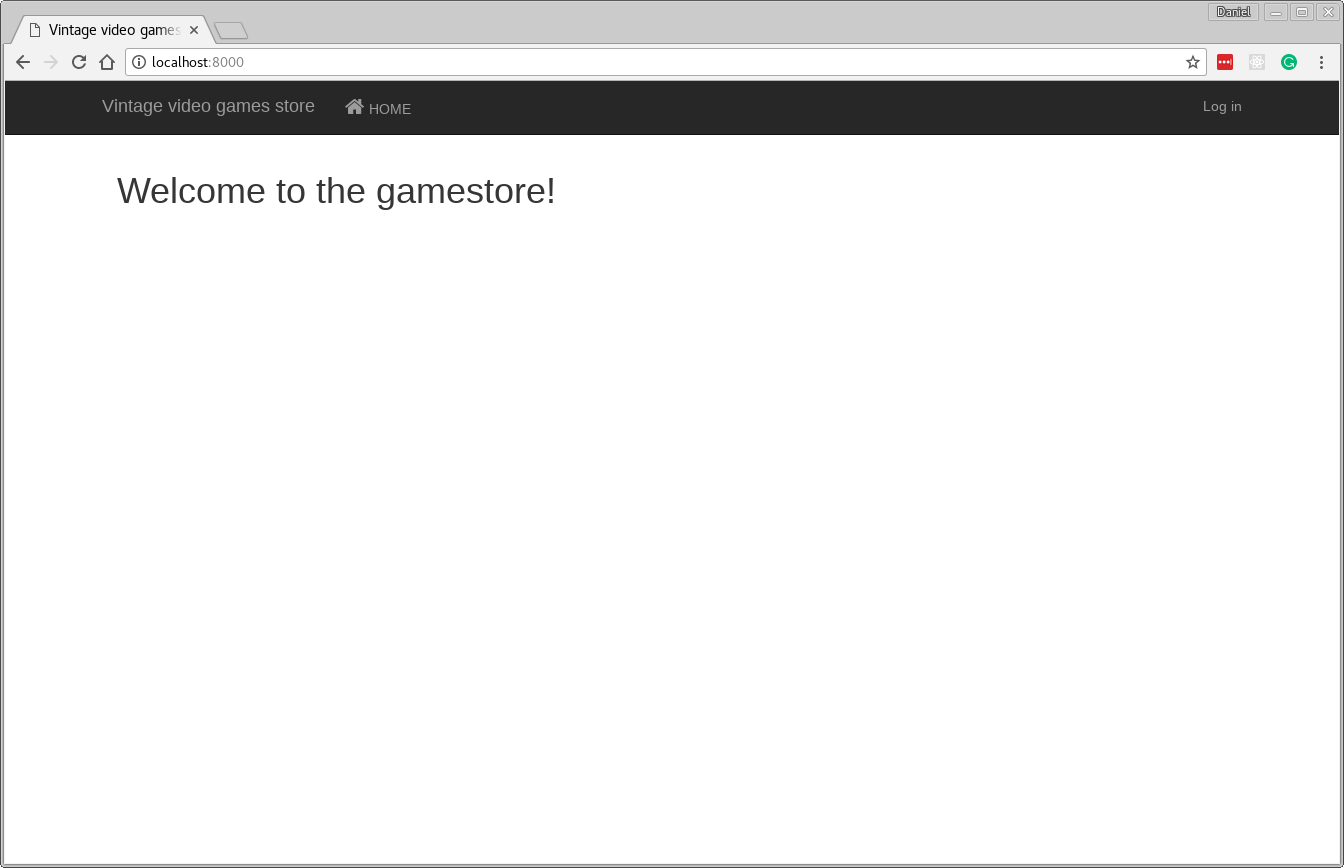 Daniel
Vintage video games
localhost:8000
Vintage video games store HOME Log in
Welcome to the gamestore!